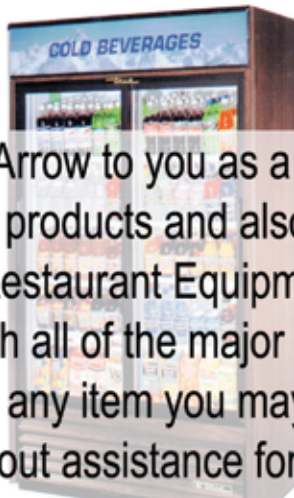 COLD BEVERAGES
Arrow to you as a
products and also
estaurant Equipm
h all of the major
any item you may
out assistance for